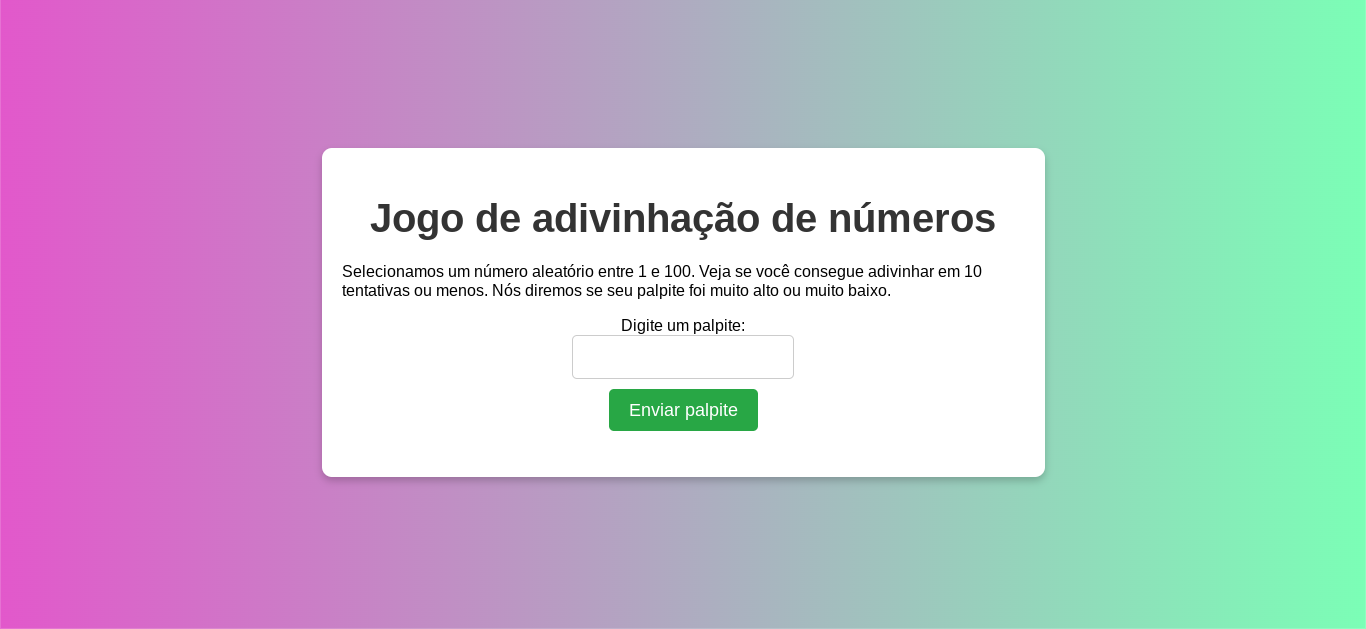 Jogo de adivinhação de números
Selecionamos um número aleatório entre 1 e 100. Veja se você consegue adivinhar em 10
tentativas ou menos. Nós diremos se seu palpite foi muito alto ou muito baixo.
Digite um palpite:
Enviar palpite